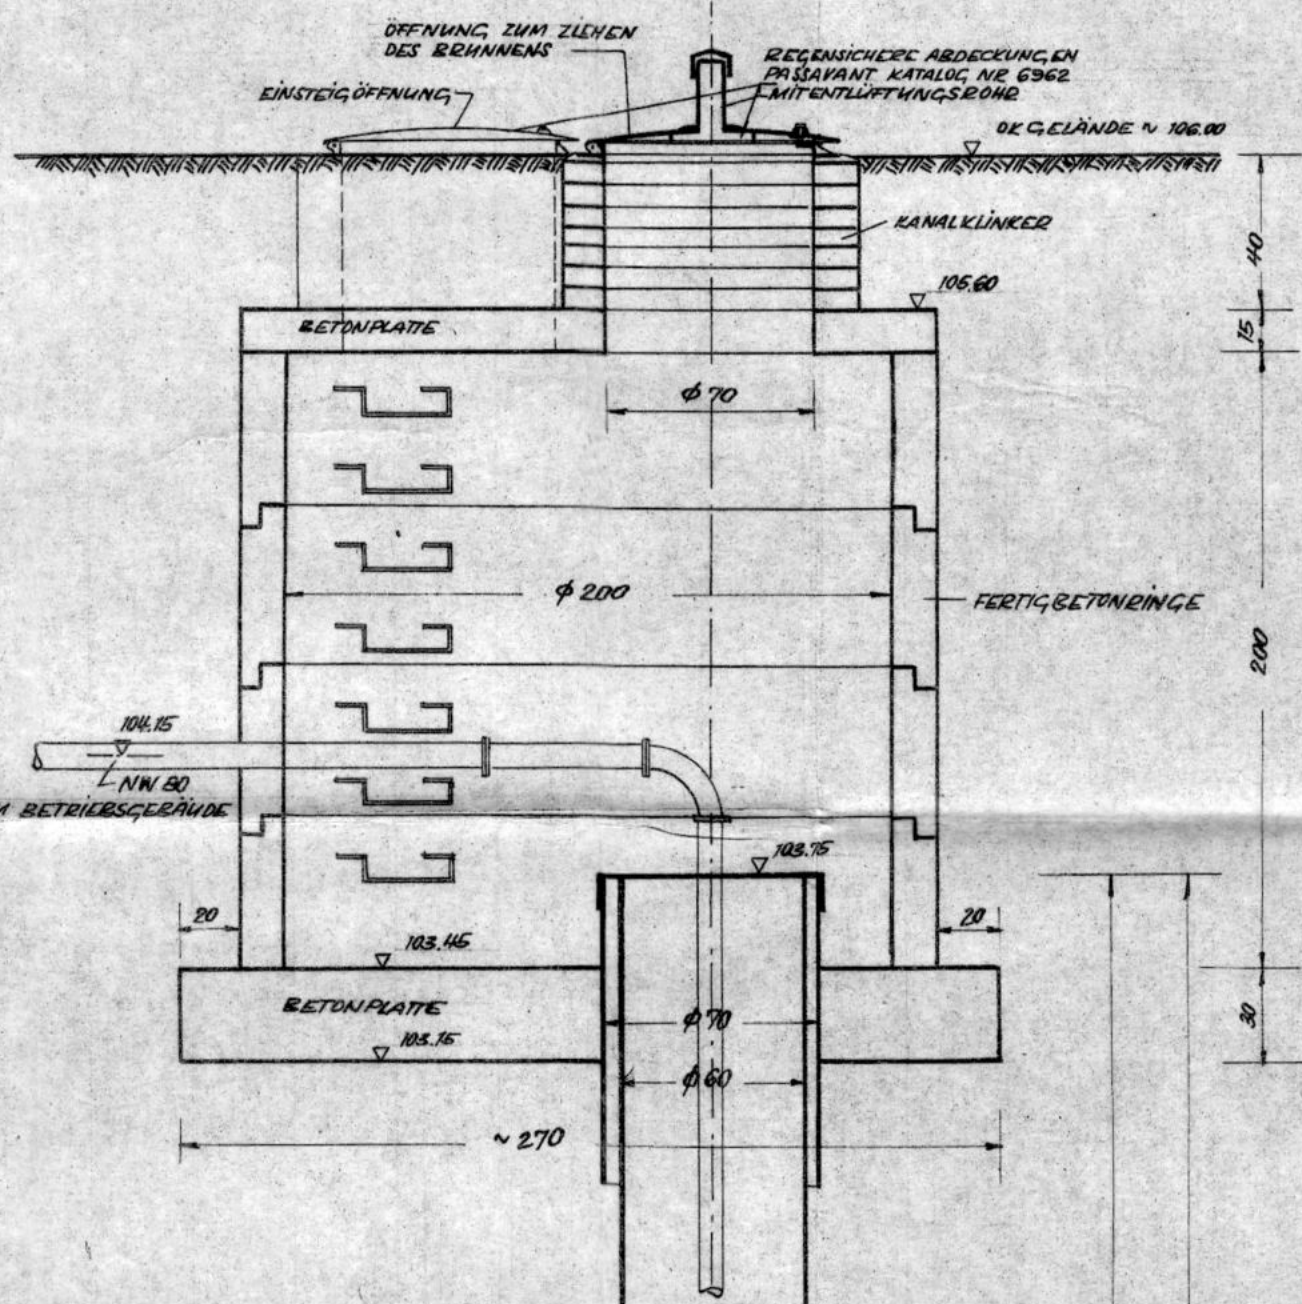 ÖFFNUNG ZUM ZIEHEN
DES BRUNNENS
REGENSICHERE ABDECKUNGEN
PASSAVANT KATALOG NR 6962
MIT ENTLÜFTUNGSROHR
EINSTEIGÖFFNUNG
OK GELÄNDE ~ 106.00
KANALKLINKER
40
105.60
BETONPLATTE
15
ϕ 70
ϕ 200
FERTIGBETONRINGE
200
104.15
NW 80
BETRIEBSGEBÄUDE
103.75
20
20
103.45
BETONPLATTE
ϕ 70
30
103.15
ϕ 60
~ 270